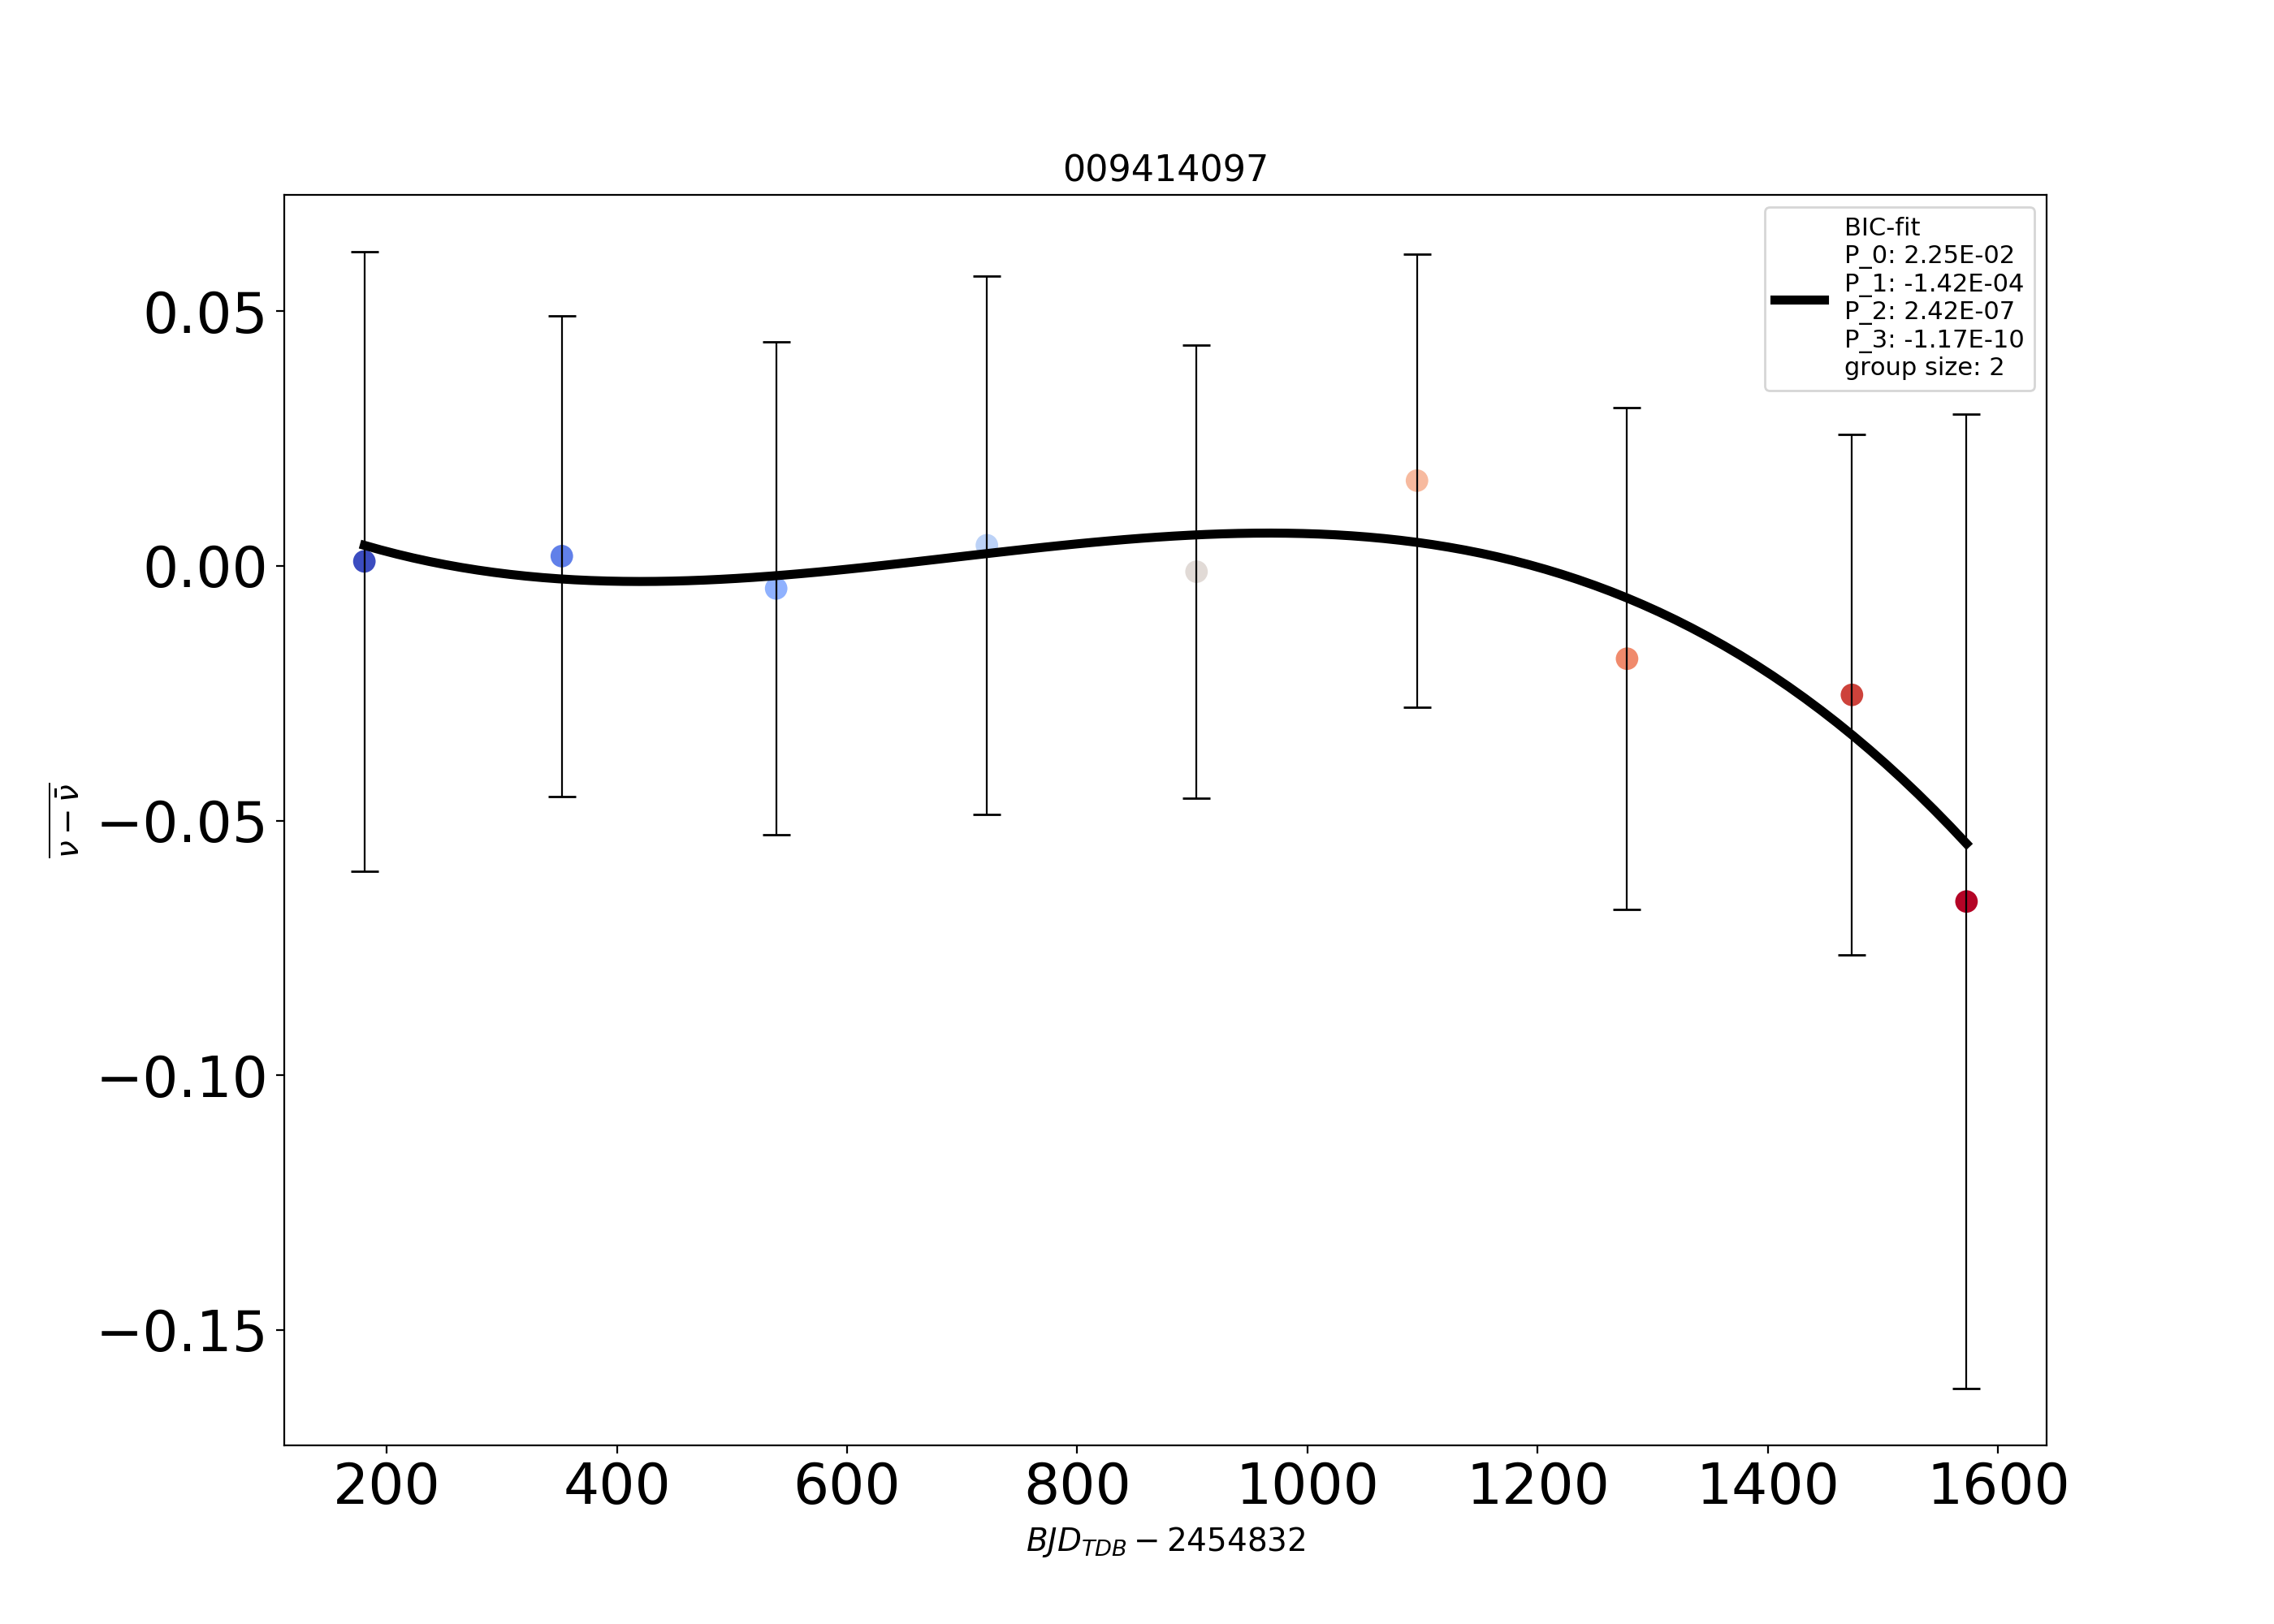 009414097
BIC-fit
P_0: 2.25E-02
P_1: -1.42E-04
P_2: 2.42E-07
P_3: -1.17E-10
group size: 2
0.05
0.00
−0.05
−0.10
−0.15
200 400 600 800 1000 1200 1400 1600
BJD_TDB − 2454832
ν − ν̄